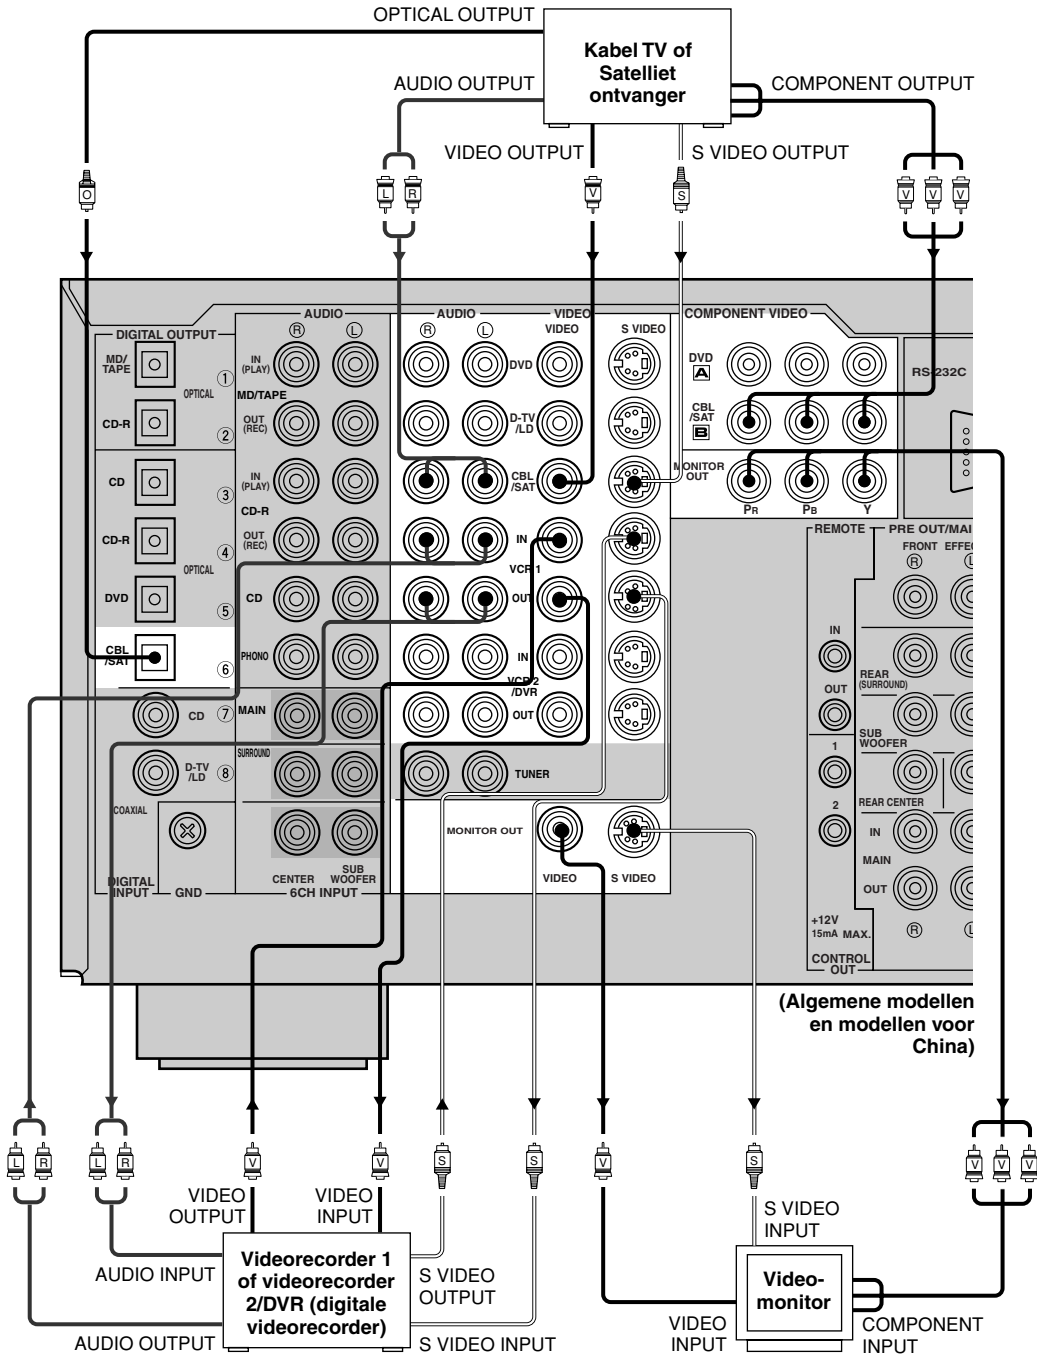 OPTICAL OUTPUT
Kabel TV of
Satelliet
ontvanger
AUDIO OUTPUT
COMPONENT OUTPUT
VIDEO OUTPUT
S VIDEO OUTPUT
O
L
R
V
S
V
V
V
AUDIO
AUDIO
VIDEO
COMPONENT VIDEO
DIGITAL OUTPUT
R
L
R
L
VIDEO
S VIDEO
MD/
TAPE
1
OPTICAL
CD-R
2
CD
3
CD-R
4
OPTICAL
DVD
5
CBL
/SAT
6
CD
7
D-TV
/LD
8
COAXIAL
DIGITAL
INPUT
GND
IN
(PLAY)
MD/TAPE
OUT
(REC)
IN
(PLAY)
CD-R
OUT
(REC)
CD
PHONO
MAIN
SURROUND
CENTER
SUB
WOOFER
6CH INPUT
DVD
D-TV
/LD
CBL
/SAT
IN
VCR 1
OUT
IN
VCR 2
/DVR
OUT
TUNER
MONITOR OUT
VIDEO
S VIDEO
DVD
A
CBL
/SAT
B
MONITOR
OUT
PR
PB
Y
RS-232C
REMOTE
PRE OUT/MAI
FRONT
EFFEC
R
L
IN
OUT
1
2
REAR
(SURROUND)
SUB
WOOFER
REAR CENTER
IN
MAIN
OUT
R
L
+12V
15mA MAX.
CONTROL
OUT
(Algemene modellen
en modellen voor
China)
L
R
L
R
V
V
S
S
V
S
V
V
V
VIDEO
OUTPUT
VIDEO
INPUT
S VIDEO
INPUT
AUDIO INPUT
Videorecorder 1
of videorecorder
2/DVR (digitale
videorecorder)
S VIDEO
OUTPUT
AUDIO OUTPUT
S VIDEO INPUT
Video-
monitor
VIDEO
INPUT
COMPONENT
INPUT